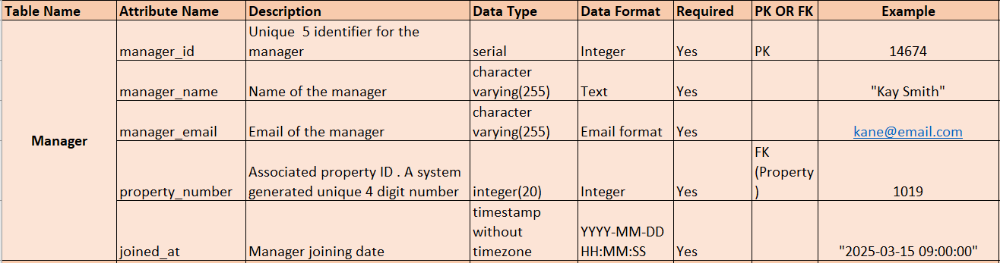 Table Name Attribute Name Description Data Type Data Format Required PK OR FK Example
Unique  5 identifier for the
manager_id manager serial Integer Yes PK 14674
character
manager_name Name of the manager varying(255) Text Yes "Kay Smith"
character
Manager manager_email Email of the manager varying(255) Email format Yes kane@email.com
FK
Associated property ID . A system (Property
property_number generated unique 4 digit number integer(20) Integer Yes ) 1019
timestamp
without YYYY-MM-DD
joined_at Manager joining date timezone HH:MM:SS Yes "2025-03-15 09:00:00"